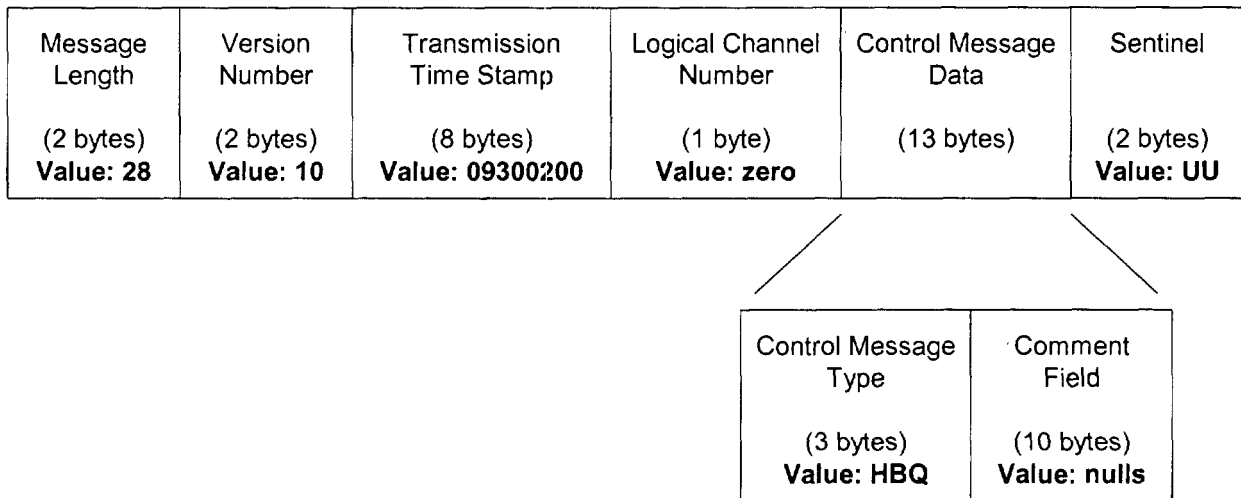 Message Length
(2 bytes)
Value: 28
Version Number
(2 bytes)
Value: 10
Transmission Time Stamp
(8 bytes)
Value: 09300200
Logical Channel Number
(1 byte)
Value: zero
Control Message Data
(13 bytes)
Sentinel
(2 bytes)
Value: UU
Control Message Type
(3 bytes)
Value: HBQ
Comment Field
(10 bytes)
Value: nulls